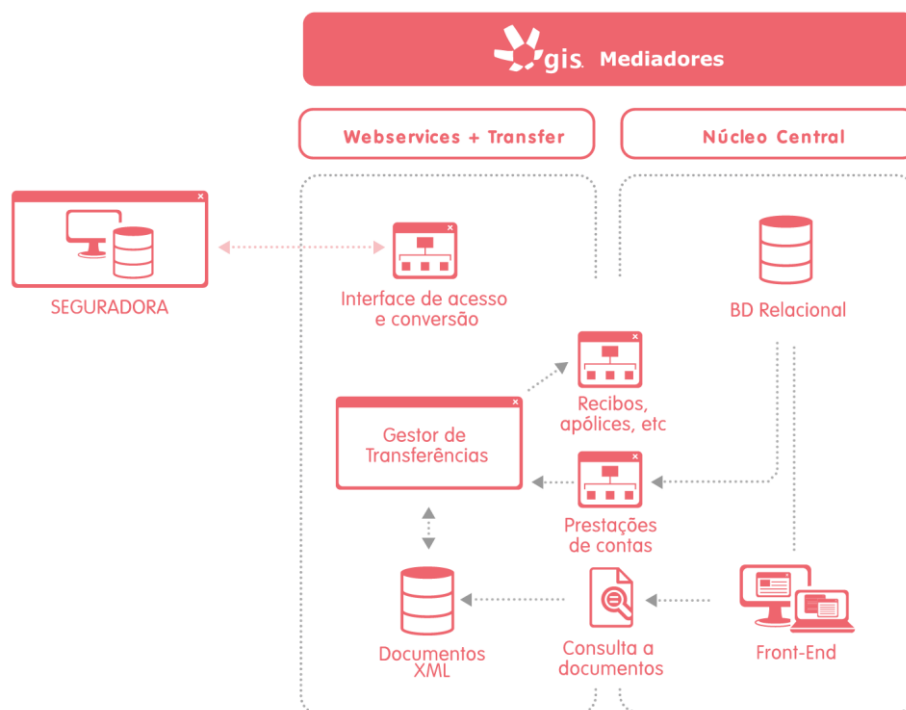 gis. Mediadores
Webservices + Transfer
Núcleo Central
SEGURADORA
Interface de acesso
e conversão
BD Relacional
Recibos,
apólices, etc
Gestor de
Transferências
Prestações
de contas
Documentos
XML
Consulta a
documentos
Front-End